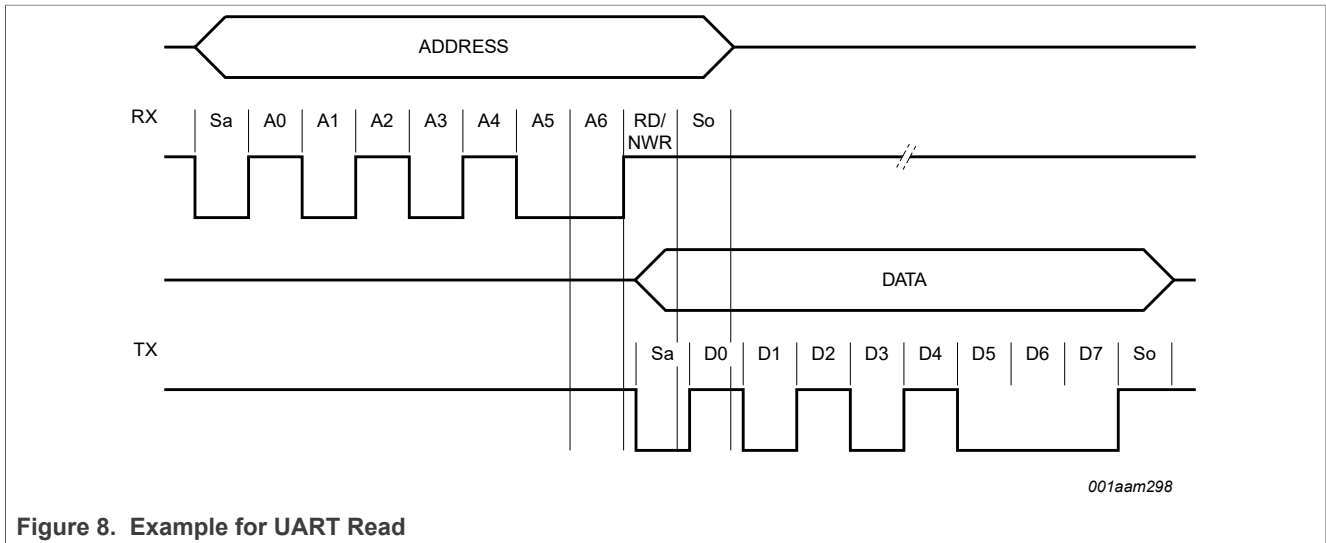 ADDRESS
RX Sa A0 A1 A2 A3 A4 A5 A6 RD/ So
NWR
DATA
TX Sa D0 D1 D2 D3 D4 D5 D6 D7 So
001aam298
Figure 8. Example for UART Read